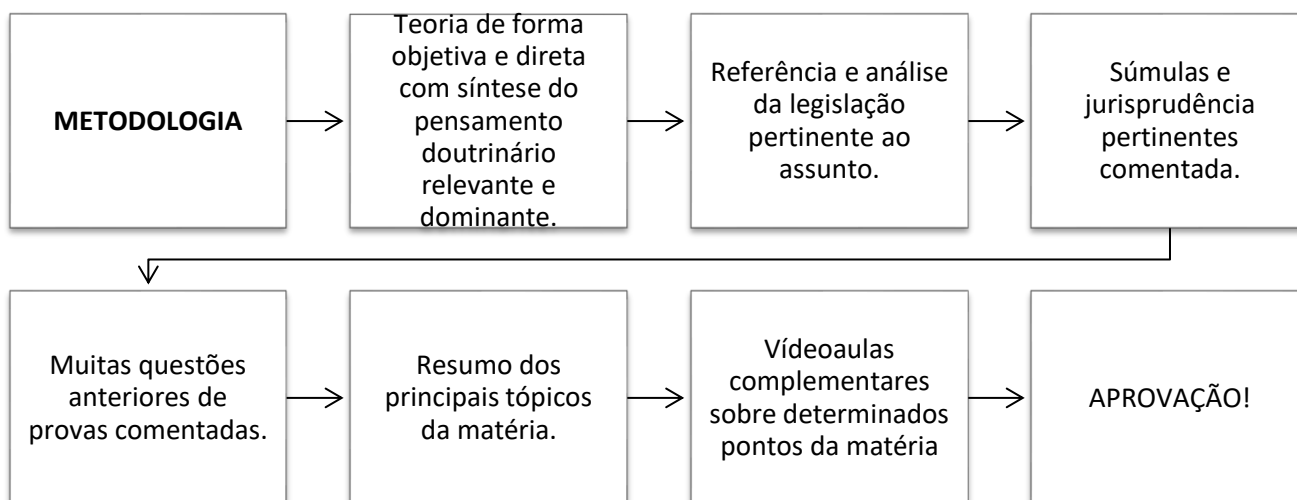 METODOLOGIA
Teoria de forma
objetiva e direta
com síntese do
pensamento
doutrinário
relevante e
dominante.
Referência e análise
da legislação
pertinente ao
assunto.
Súmulas e
jurisprudência
pertinentes
comentada.
Muitas questões
anteriores de
provas comentadas.
Resumo dos
principais tópicos
da matéria.
Vídeoaulas
complementares
sobre determinados
pontos da matéria
APROVAÇÃO!